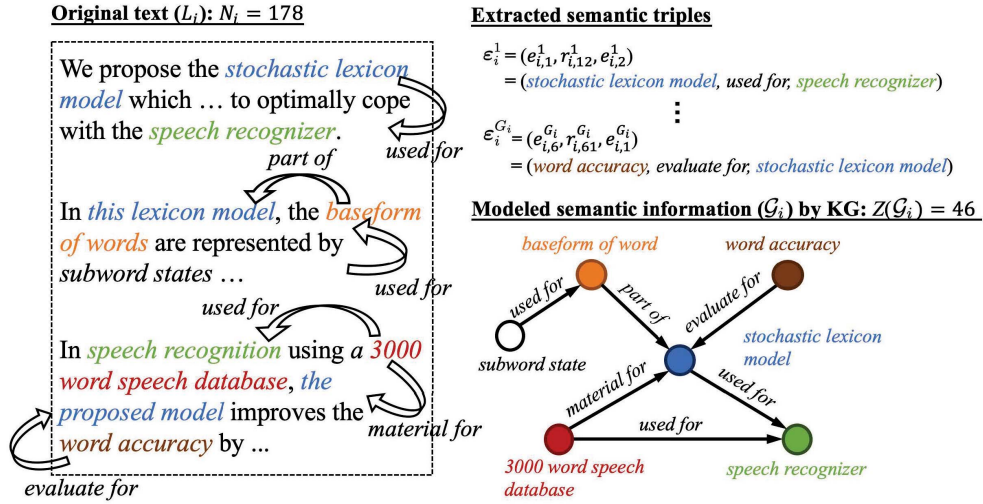 Original text (L_i): N_i = 178
We propose the stochastic lexicon
model which ... to optimally cope
with the speech recognizer.
used for
part of
In this lexicon model, the baseform
of words are represented by
subword states ...
used for
used for
In speech recognition using a 3000
word speech database, the
proposed model improves the
word accuracy by ...
material for
evaluate for
Extracted semantic triples
ε_i^1 = (e_{i,1}^1, r_{i,12}^1, e_{i,2}^1)
= (stochastic lexicon model, used for, speech recognizer)
⋮
ε_i^{G_i} = (e_{i,6}^{G_i}, r_{i,61}^{G_i}, e_{i,1}^{G_i})
= (word accuracy, evaluate for, stochastic lexicon model)
Modeled semantic information (𝒢_i) by KG: Z(𝒢_i) = 46
baseform of word
word accuracy
used for
part of
evaluate for
subword state
stochastic lexicon
model
material for
used for
used for
3000 word speech
database
speech recognizer